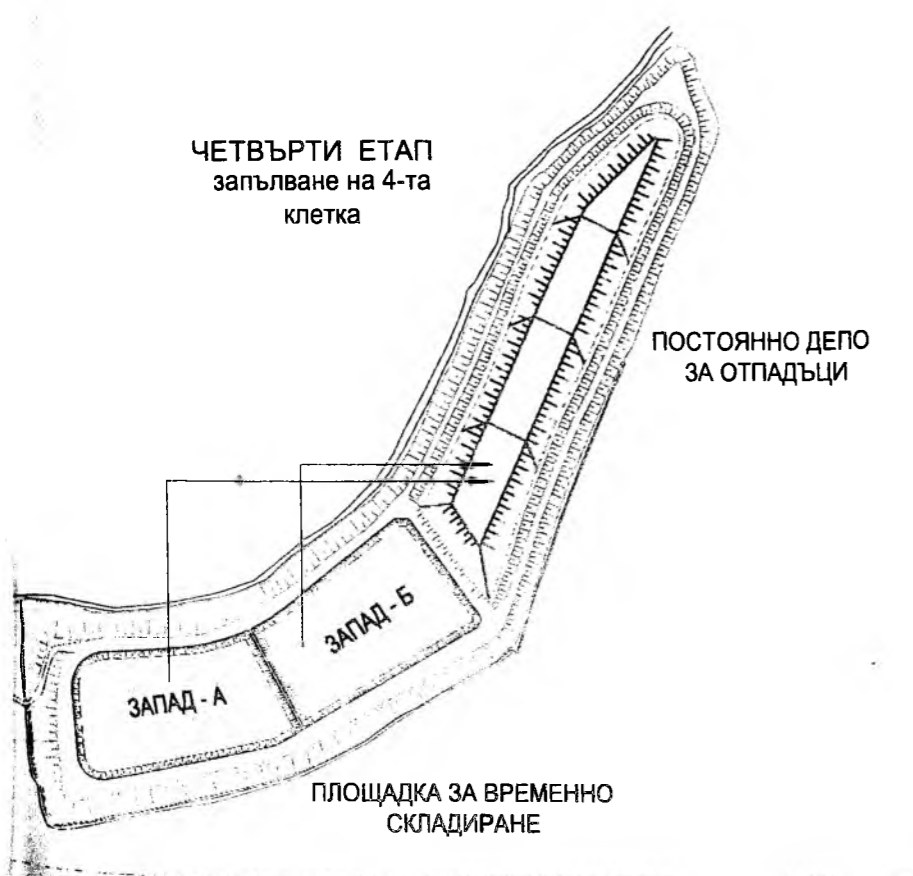 ЧЕТВЪРТИ ЕТАП
запълване на 4-та
клетка
ПОСТОЯННО ДЕПО
ЗА ОТПАДЪЦИ
ЗАПАД - Б
ЗАПАД - А
ПЛОЩАДКА ЗА ВРЕМЕННО
СКЛАДИРАНЕ